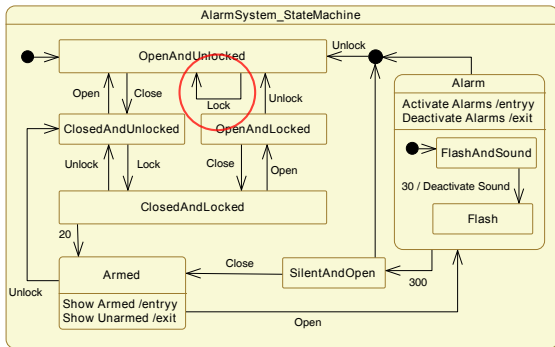 AlarmSystem_StateMachine
OpenAndUnlocked
Unlock
Alarm
Activate Alarms /entryy
Deactivate Alarms /exit
Open
Close
Lock
Unlock
ClosedAndUnlocked
OpenAndLocked
FlashAndSound
Unlock
Lock
Close
Open
30 / Deactivate Sound
ClosedAndLocked
Flash
20
Armed
Close
SilentAndOpen
300
Unlock
Show Armed /entryy
Show Unarmed /exit
Open